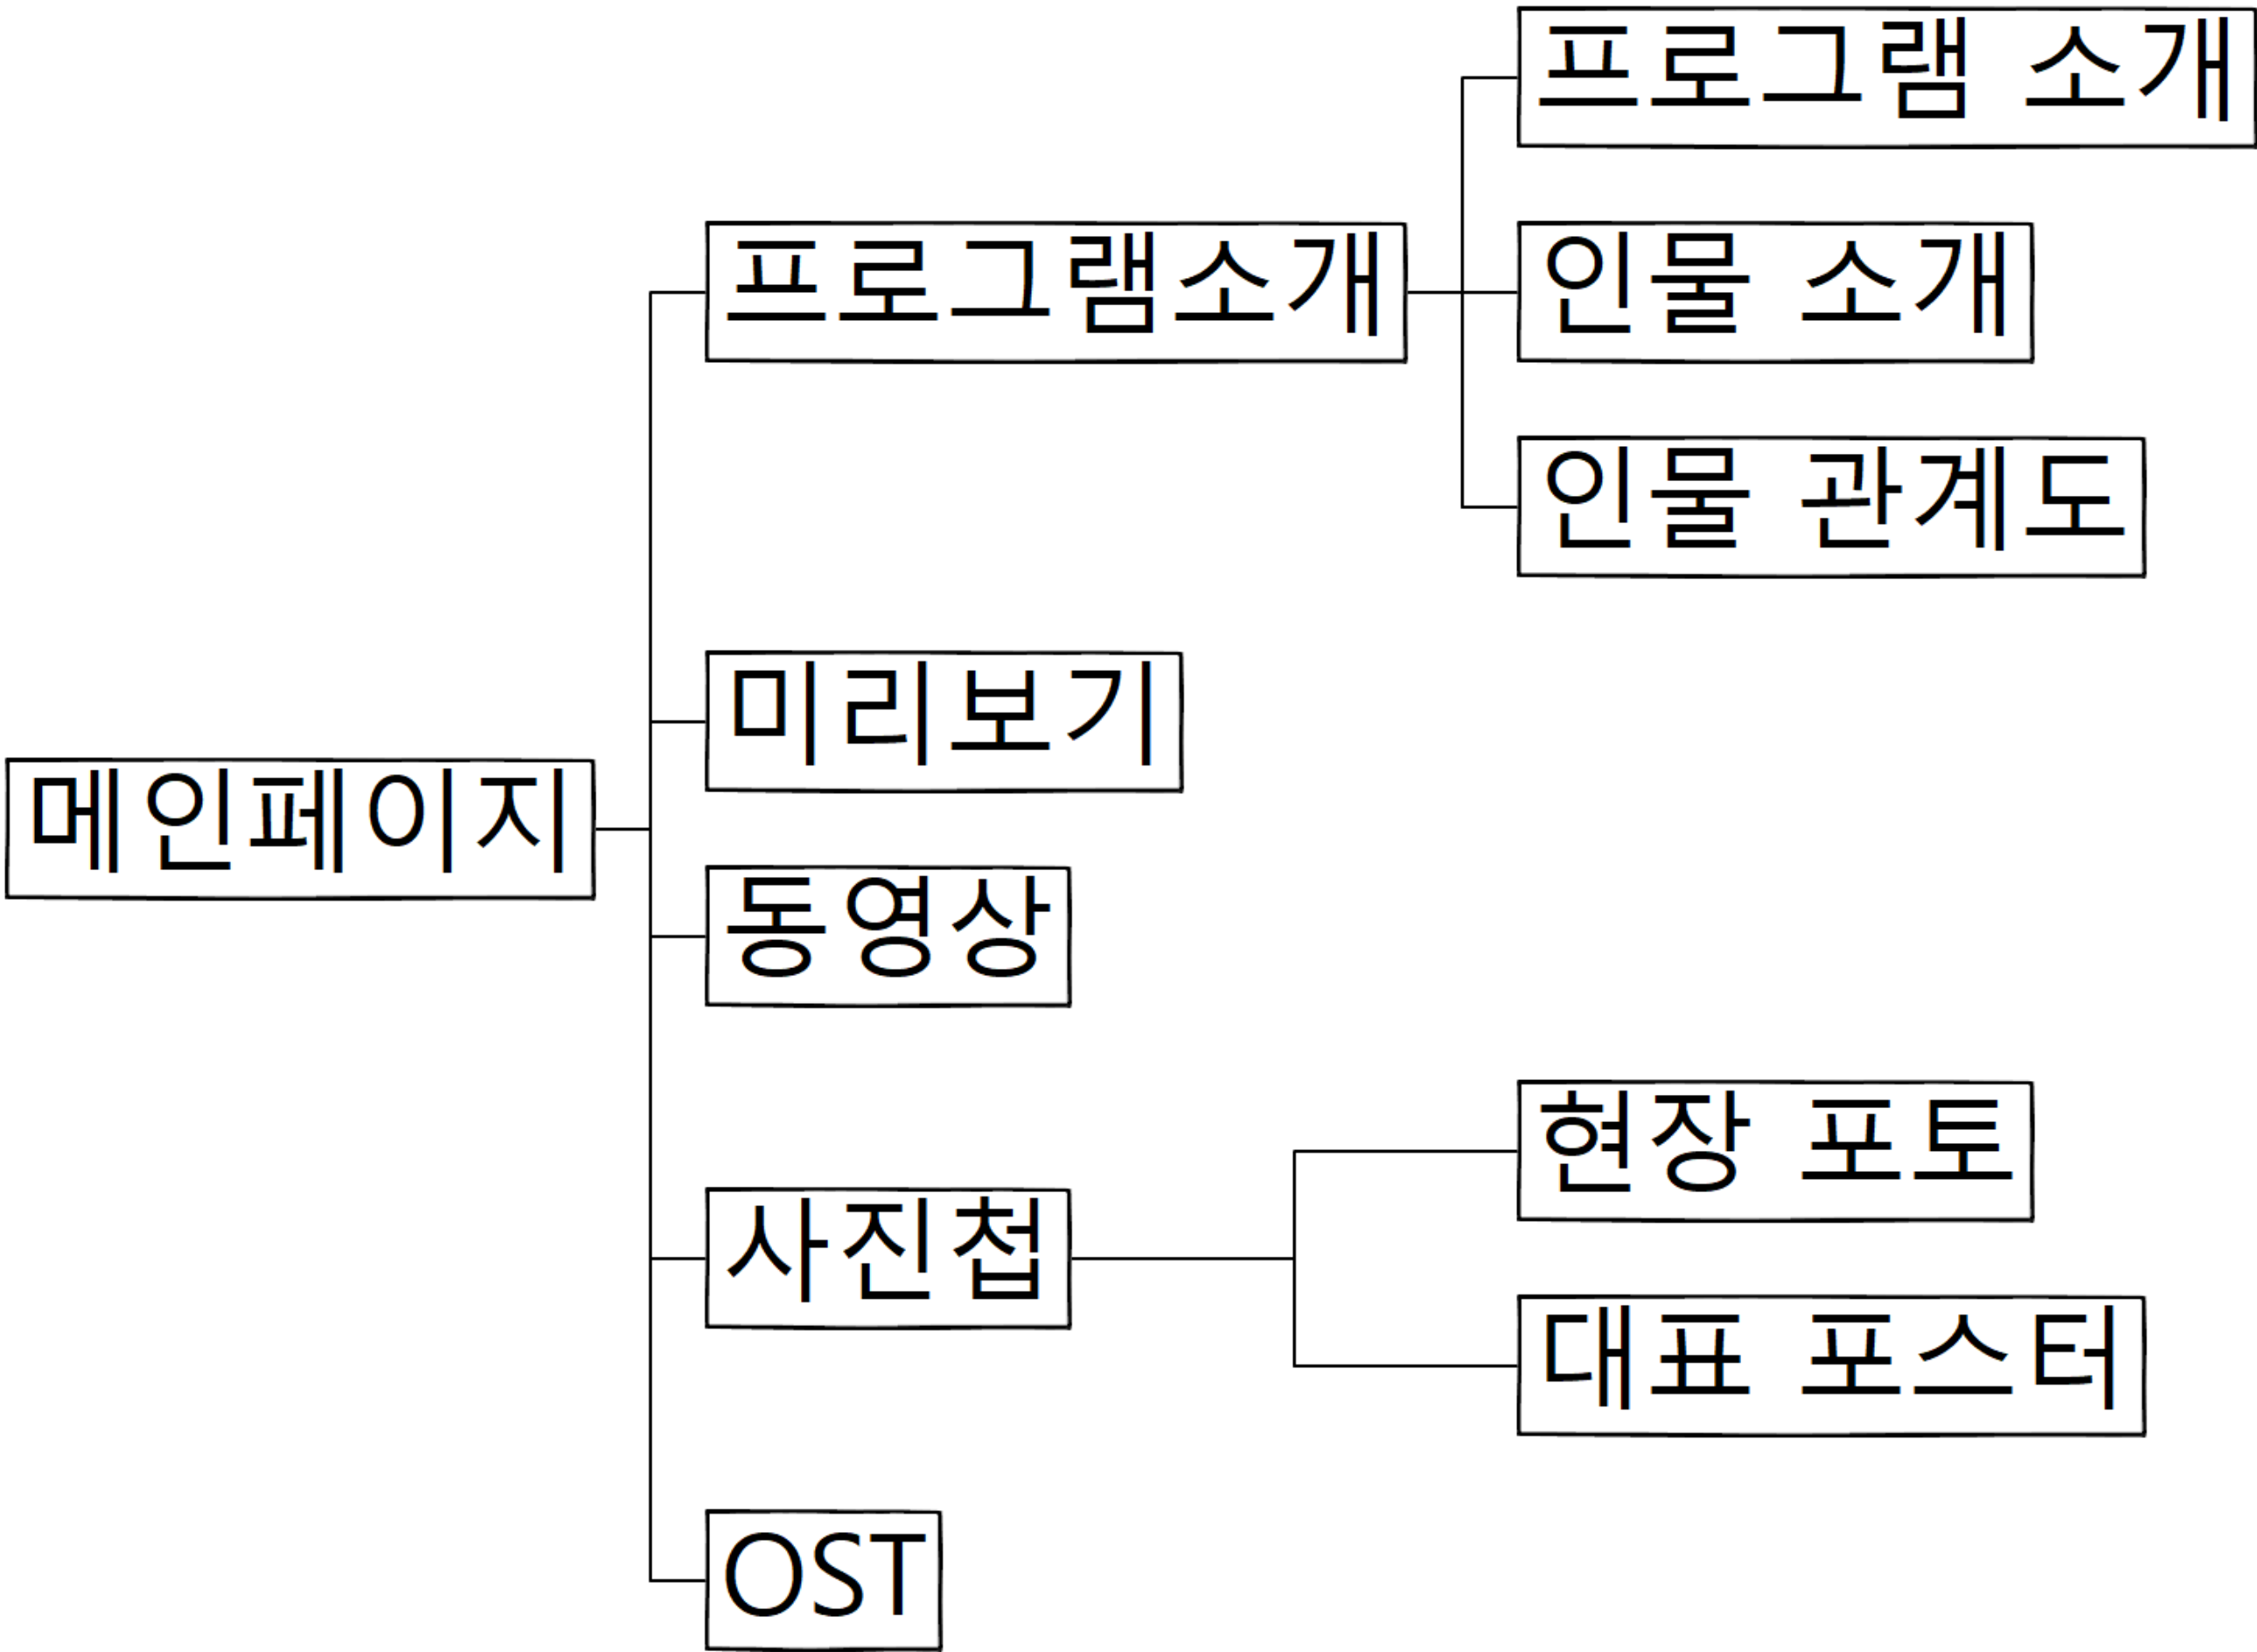 메인페이지
프로그램소개
프로그램 소개
인물 소개
인물 관계도
미리보기
동영상
사진첩
현장 포토
대표 포스터
OST